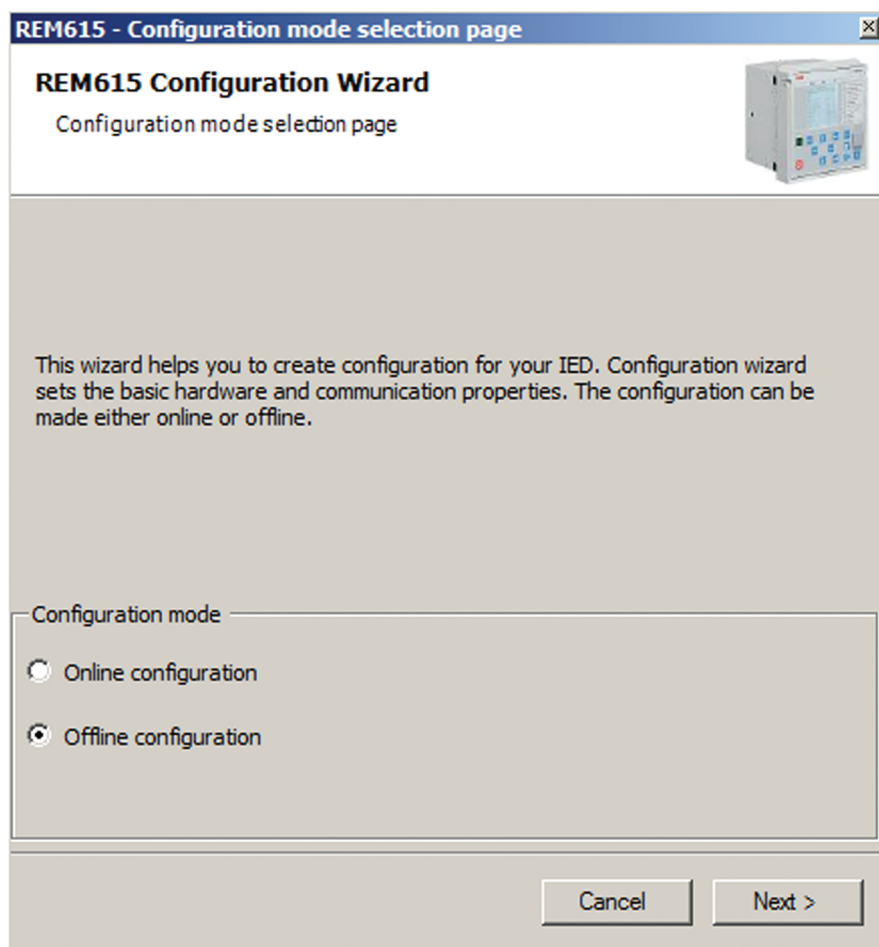 REM615 - Configuration mode selection page
REM615 Configuration Wizard
Configuration mode selection page
This wizard helps you to create configuration for your IED. Configuration wizard
sets the basic hardware and communication properties. The configuration can be
made either online or offline.
Configuration mode
Online configuration
Offline configuration
Cancel
Next >